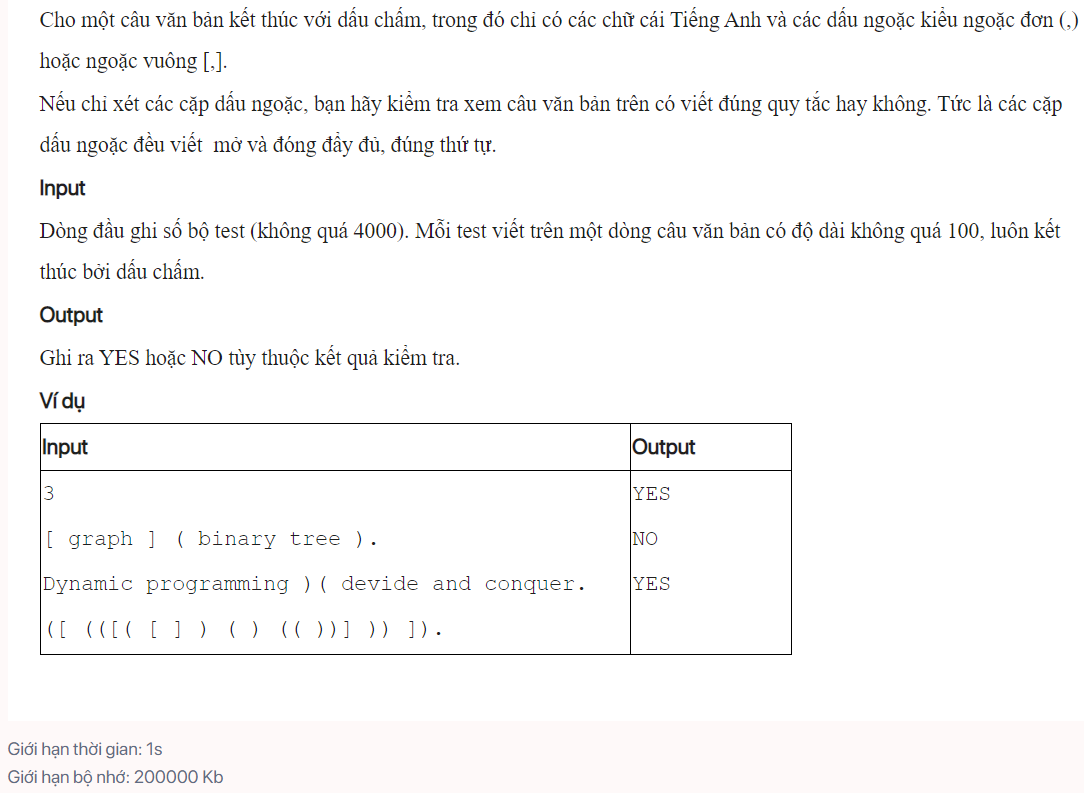 Cho một câu văn bản kết thúc với dấu chấm, trong đó chỉ có các chữ cái Tiếng Anh và các dấu ngoặc kiểu ngoặc đơn (,)
hoặc ngoặc vuông [,].
Nếu chỉ xét các cặp dấu ngoặc, bạn hãy kiểm tra xem câu văn bản trên có viết đúng quy tắc hay không. Tức là các cặp
dấu ngoặc đều viết mở và đóng đầy đủ, đúng thứ tự.
Input
Dòng đầu ghi số bộ test (không quá 4000). Mỗi test viết trên một dòng câu văn bản có độ dài không quá 100, luôn kết
thúc bởi dấu chấm.
Output
Ghi ra YES hoặc NO tùy thuộc kết quả kiểm tra.
Ví dụ
Input Output
3 YES
[ graph ] ( binary tree ). NO
Dynamic programming )( devide and conquer. YES
([ (([( [ ] ) ( ) (( ))] )) ]).
Giới hạn thời gian: 1s
Giới hạn bộ nhớ: 200000 Kb